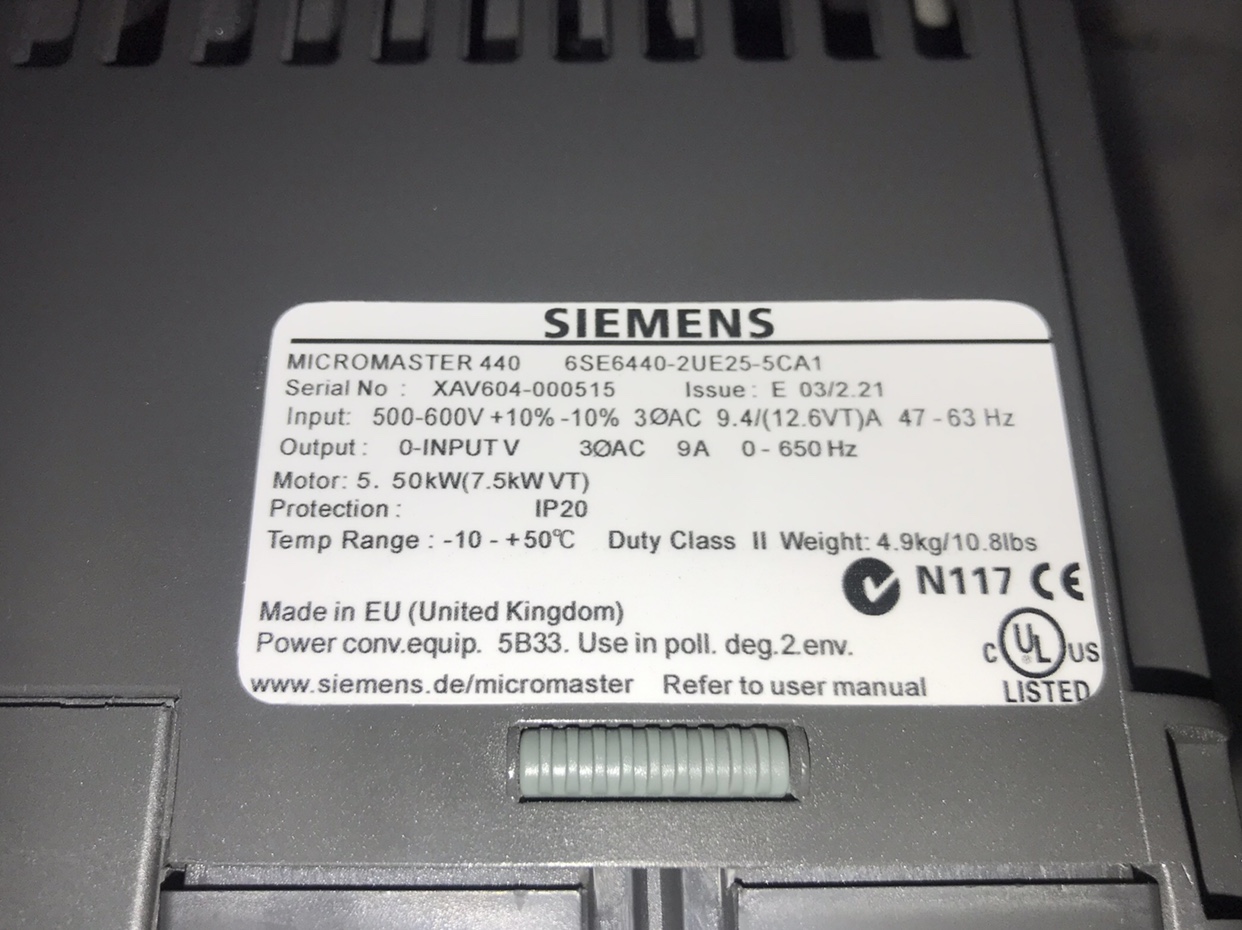 SIEMENS
MICROMASTER 440 6SE6440-2UE25-5CA1
Serial No : XAV604-000515 Issue : E 03/2.21
Input: 500-600V +10% -10% 3ØAC 9.4/(12.6VT)A 47 - 63 Hz
Output : 0-INPUT V 3ØAC 9A 0 - 650 Hz
Motor: 5. 50kW(7.5kW VT)
Protection : IP20
Temp Range : -10 - +50℃ Duty Class II Weight: 4.9kg/10.8lbs
N117 CE
Made in EU (United Kingdom)
Power conv.equip. 5B33. Use in poll. deg.2.env.
C UL ® US
www.siemens.de/micromaster Refer to user manual
LISTED